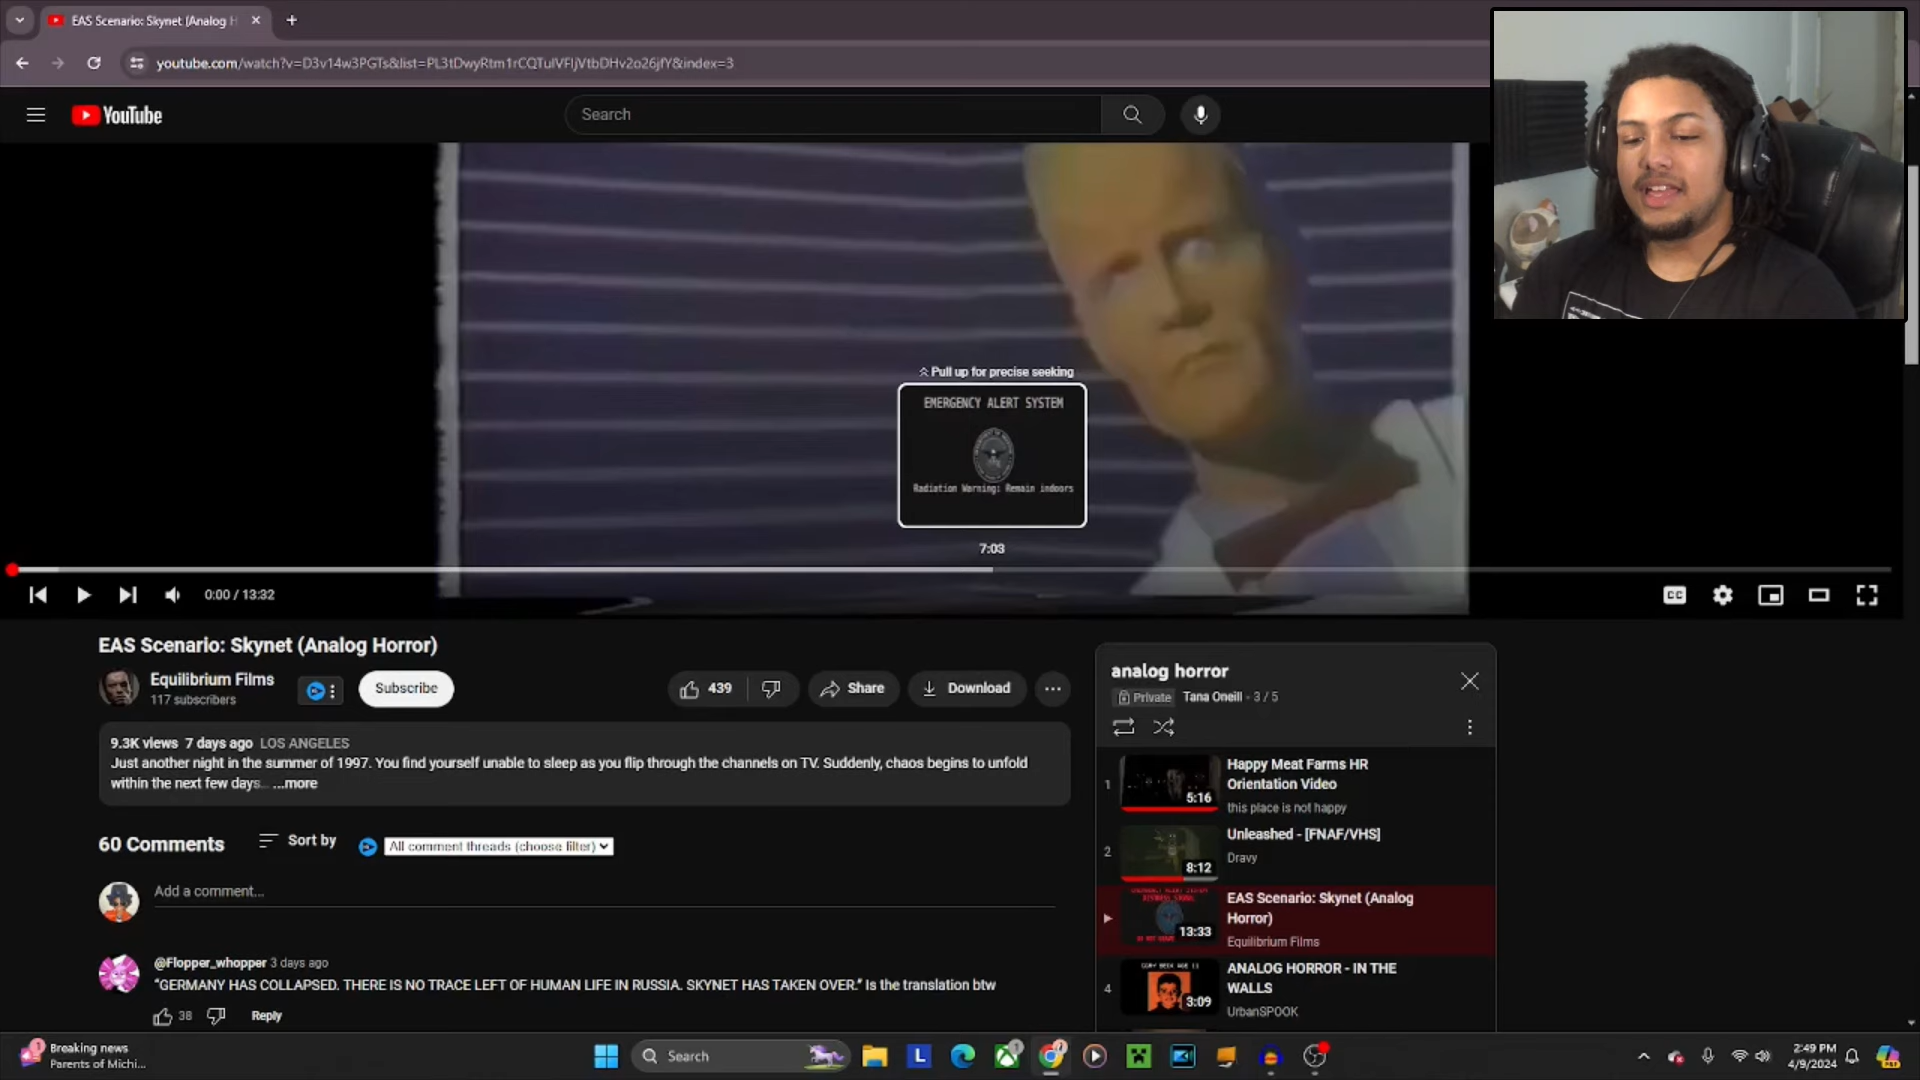 EAS Scenario: Skynet (Analog H
youtube.com/watch?v=D3v14w3PGTs&list=PL3tDwyRtm1rCQTulVFIjVtbDHv2o26jfY&index=3
YouTube
Search
Pull up for precise seeking
EMERGENCY ALERT SYSTEM
Radiation Warning: Remain indoors
7:03
0:00 / 13:32
CC
EAS Scenario: Skynet (Analog Horror)
Equilibrium Films
117 subscribers
Subscribe
439
Share
Download
9.3K views 7 days ago LOS ANGELES
Just another night in the summer of 1997. You find yourself unable to sleep as you flip through the channels on TV. Suddenly, chaos begins to unfold
within the next few days... ...more
60 Comments
Sort by
All comment threads (choose filter)
Add a comment...
@Flopper_whopper 3 days ago
"GERMANY HAS COLLAPSED. THERE IS NO TRACE LEFT OF HUMAN LIFE IN RUSSIA. SKYNET HAS TAKEN OVER." Is the translation btw
38
Reply
analog horror
Private Tana Oneill - 3 / 5
1
Happy Meat Farms HR
Orientation Video
this place is not happy
5:16
2
Unleashed - [FNAF/VHS]
Dravy
8:12
EAS Scenario: Skynet (Analog
Horror)
Equilibrium Films
13:33
4
ANALOG HORROR - IN THE
WALLS
UrbanSPOOK
3:09
Breaking news
Parents of Michi...
Search
2:49 PM
4/9/2024